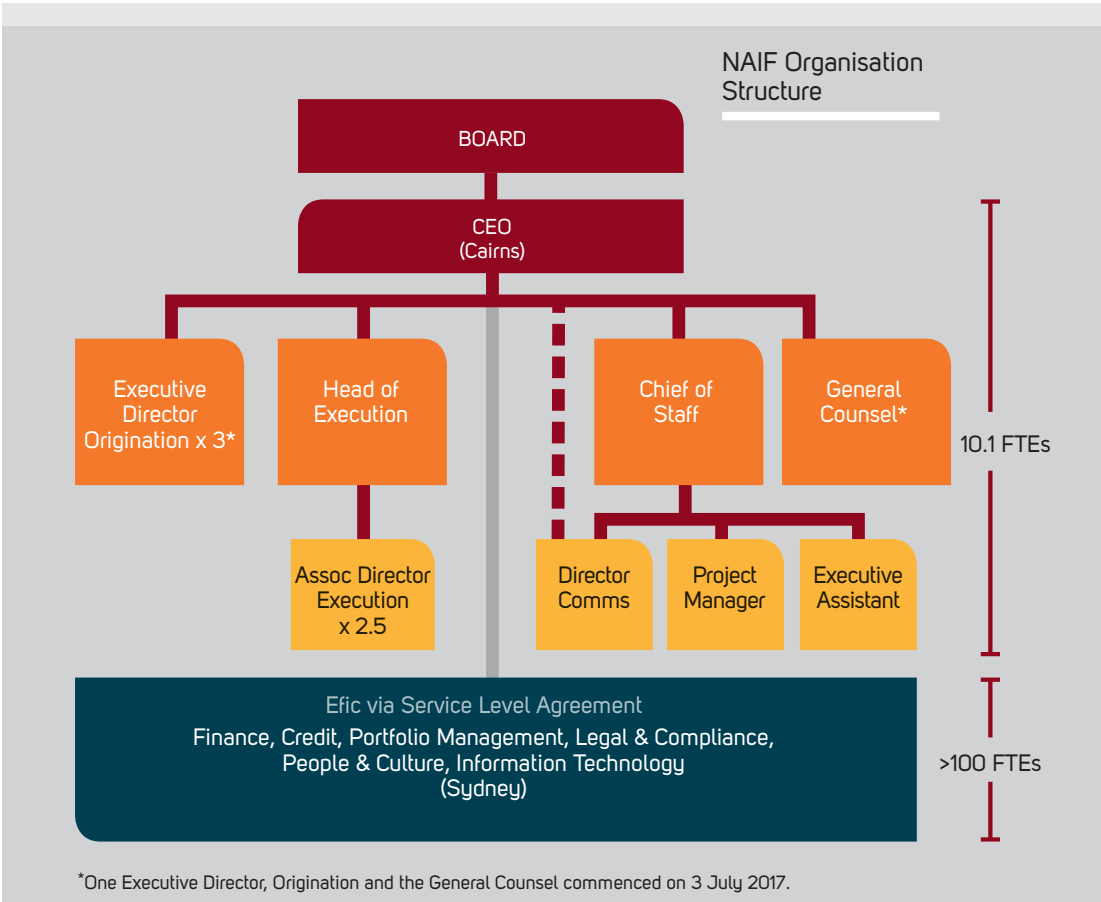 NAIF Organisation
Structure
BOARD
CEO
(Cairns)
Executive
Director
Origination x 3*
Head of
Execution
Chief of
Staff
General
Counsel*
10.1 FTEs
Assoc Director
Execution
x 2.5
Director
Comms
Project
Manager
Executive
Assistant
Efic via Service Level Agreement
Finance, Credit, Portfolio Management, Legal & Compliance,
People & Culture, Information Technology
(Sydney)
>100 FTEs
*One Executive Director, Origination and the General Counsel commenced on 3 July 2017.